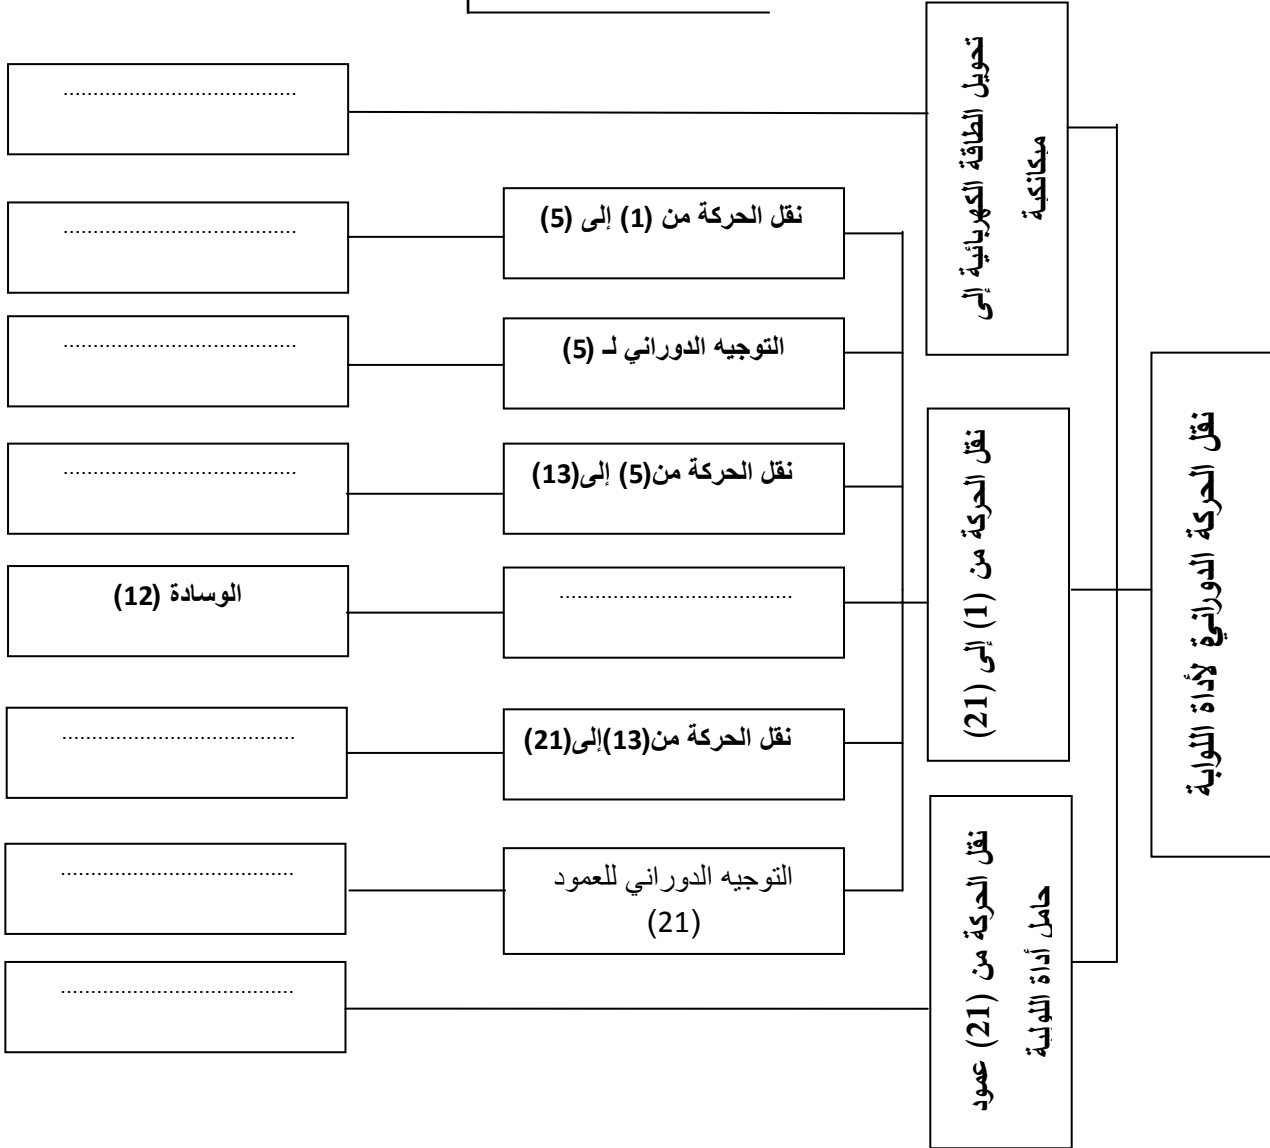 تحويل الطاقة الكهربائية إلى
ميكانكية
نقل الحركة الدورانية لأداة اللوابة
نقل الحركة من (1) إلى (21)
نقل الحركة من (21) عمود
حامل أداة اللولبية
نقل الحركة من (1) إلى (5)
التوجيه الدوراني لـ (5)
نقل الحركة من(5) إلى(13)
نقل الحركة من(13)إلى(21)
التوجيه الدوراني للعمود
(21)
الوسادة (12)